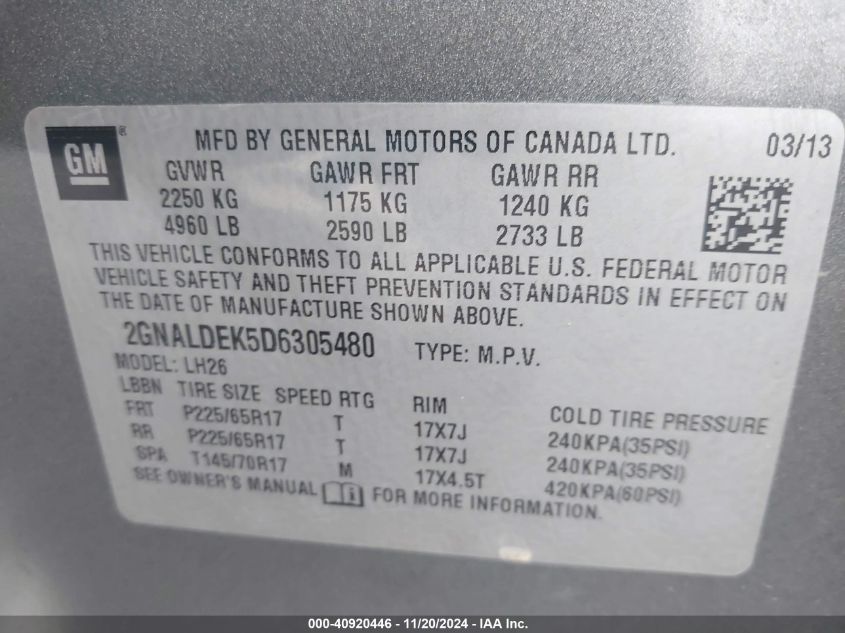 GM ®
MFD BY GENERAL MOTORS OF CANADA LTD. 03/13
GVWR GAWR FRT GAWR RR
2250 KG 1175 KG 1240 KG
4960 LB 2590 LB 2733 LB
THIS VEHICLE CONFORMS TO ALL APPLICABLE U.S. FEDERAL MOTOR
VEHICLE SAFETY AND THEFT PREVENTION STANDARDS IN EFFECT ON
THE DATE OF MANUFACTURE SHOWN ABOVE.
2GNALDEK5D6305480 TYPE: M.P.V.
MODEL: LH26
LBBN TIRE SIZE SPEED RTG RIM COLD TIRE PRESSURE
FRT P225/65R17 T 17X7J 240KPA(35PSI)
RR P225/65R17 T 17X7J 240KPA(35PSI)
SPA T145/70R17 M 17X4.5T 420KPA(60PSI)
SEE OWNER'S MANUAL FOR MORE INFORMATION.
000-40920446 - 11/20/2024 - IAA Inc.